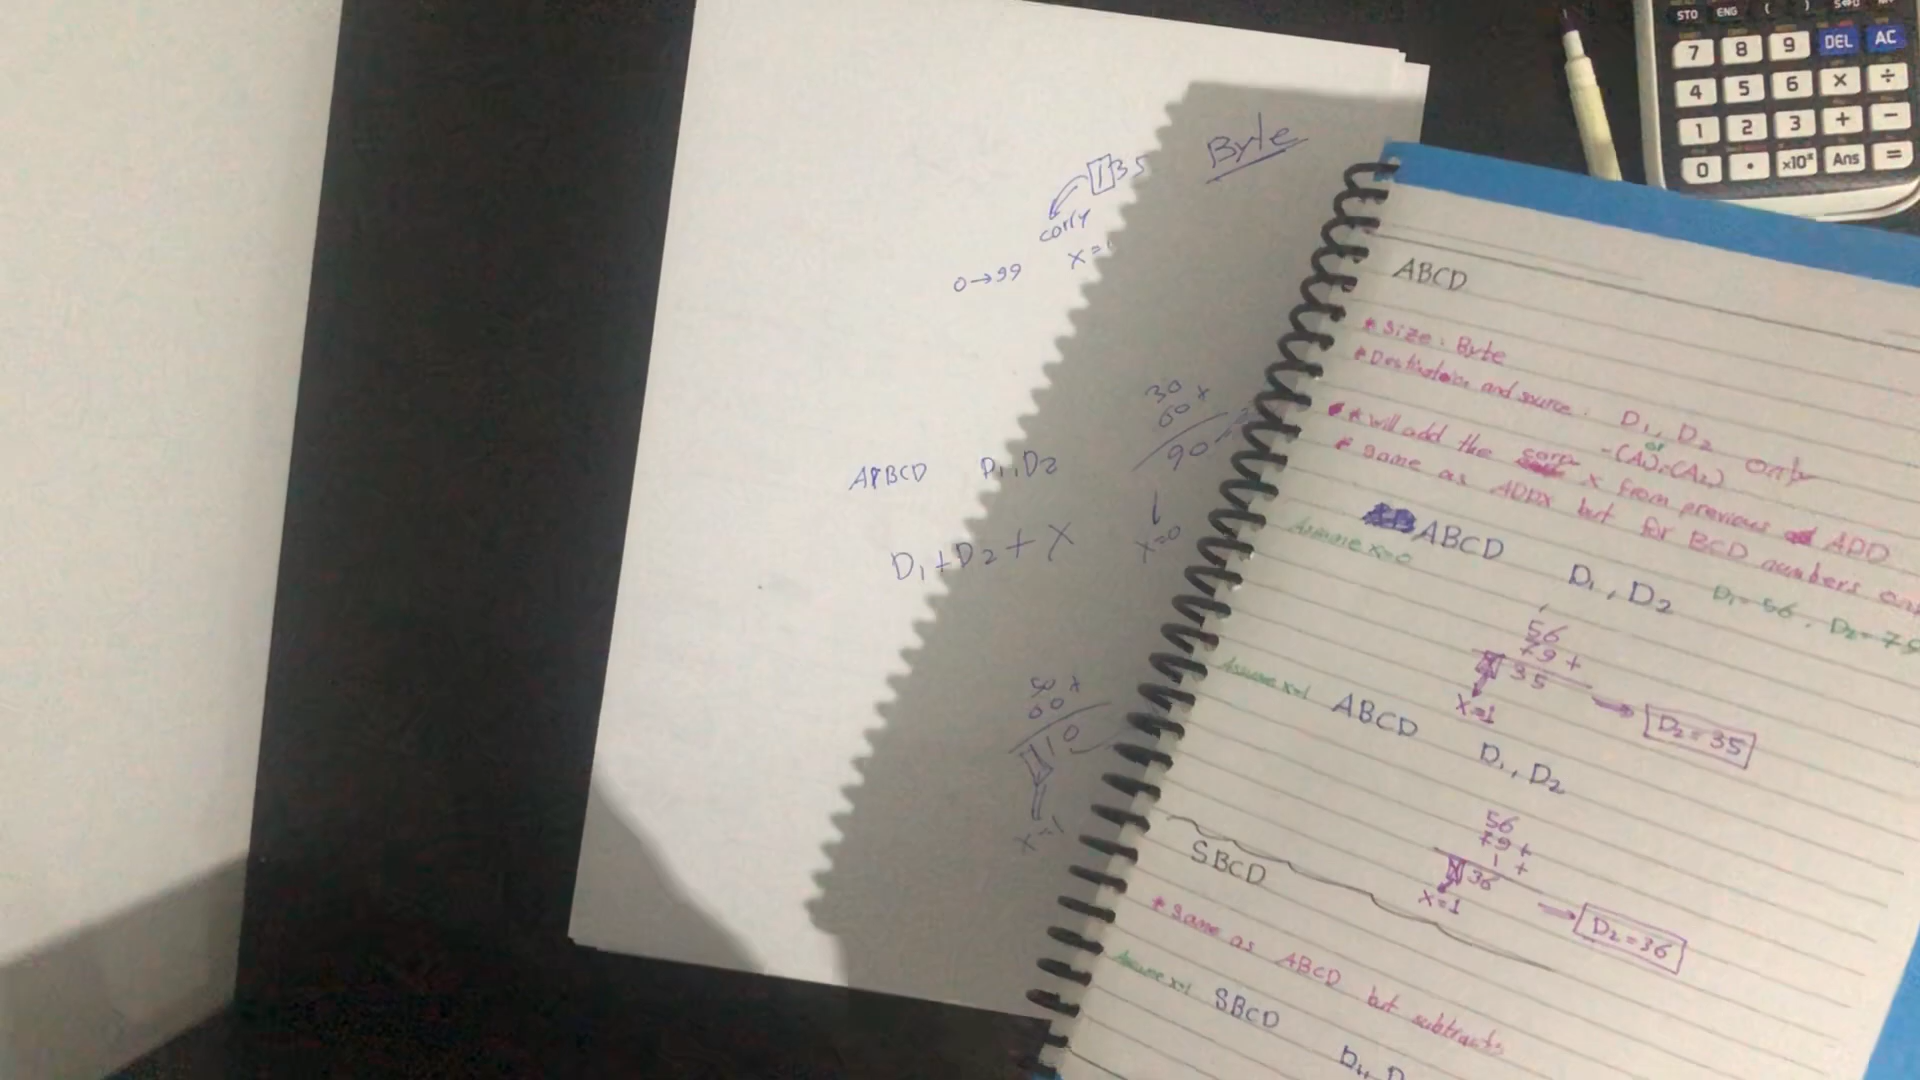 Byte
135
carry
x=1
0→99
30
60 +
90
x=0
ABCD D1,D2
D1+D2+X
50 +
60
110
x=1
ABCD
* Size: Byte
* Destination and source: D1, D2 only
or
-(A1),-(A2)
* will add the x from previous ADD
* same as ADDX but for BCD numbers only
Assume x=0 ABCD D1, D2 D1=56, D2=79
56
79 +
135
x=1
→ D2=35
Assume x=1 ABCD D1, D2
56
79 +
1 +
136
x=1
→ D2=36
SBCD
* same as ABCD but subtracts
Assume x=1 SBCD D1, D
STO ENG ( ) S⇔D
7 8 9 DEL AC
4 5 6 × ÷
1 2 3 + −
0 . ×10ˣ Ans =